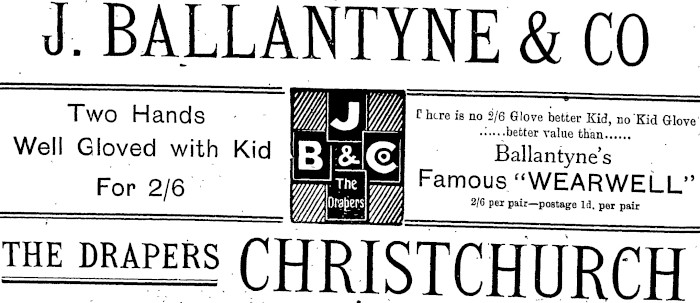 J. BALLANTYNE & CO
Two Hands
Well Gloved with Kid
For 2/6
J
B & Co
The
Drapers
There is no 2/6 Glove better Kid, no Kid Glove
......better value than......
Ballantyne's
Famous "WEARWELL"
2/6 per pair—postage 1d. per pair
THE DRAPERS CHRISTCHURCH